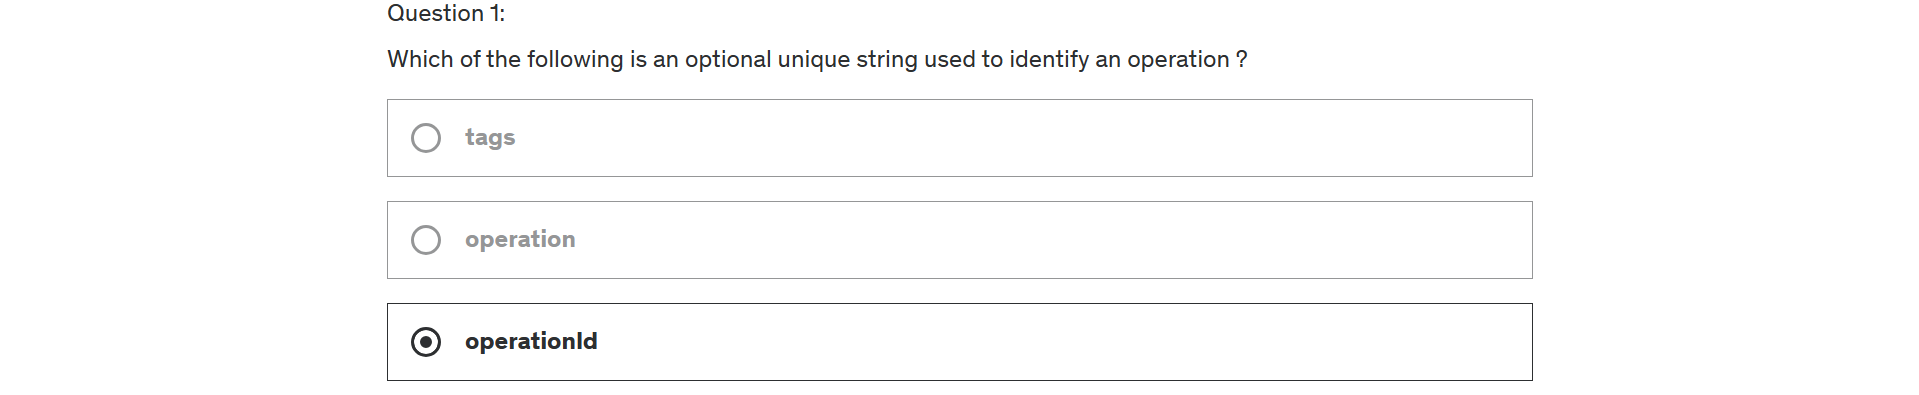 Question 1:
Which of the following is an optional unique string used to identify an operation ?
tags
operation
operationId